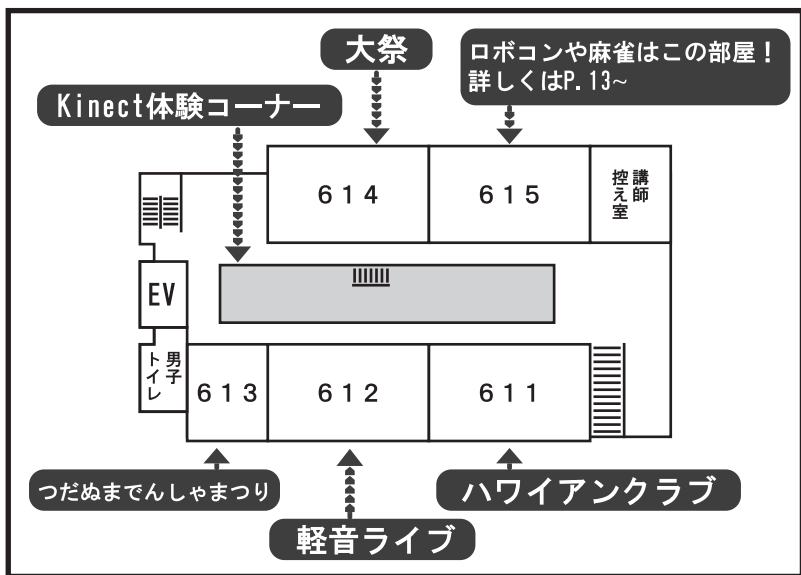 大祭
ロボコンや麻雀はこの部屋！
詳しくはP.13~
Kinect体験コーナー
614
615
講師
控え室
EV
男子
トイレ
613
612
611
つだぬまでんしゃまつり
ハワイアンクラブ
軽音ライブ